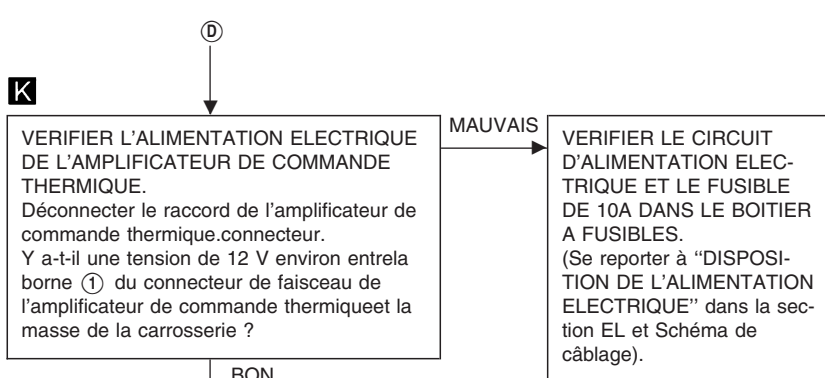 D
K
VERIFIER L'ALIMENTATION ELECTRIQUE
DE L'AMPLIFICATEUR DE COMMANDE
THERMIQUE.
Déconnecter le raccord de l'amplificateur de
commande thermique.connecteur.
Y a-t-il une tension de 12 V environ entrela
borne ① du connecteur de faisceau de
l'amplificateur de commande thermiqueet la
masse de la carrosserie ?
MAUVAIS
VERIFIER LE CIRCUIT
D'ALIMENTATION ELEC-
TRIQUE ET LE FUSIBLE
DE 10A DANS LE BOITIER
A FUSIBLES.
(Se reporter à ‘‘DISPOSI-
TION DE L'ALIMENTATION
ELECTRIQUE’’ dans la sec-
tion EL et Schéma de
câblage).
BON